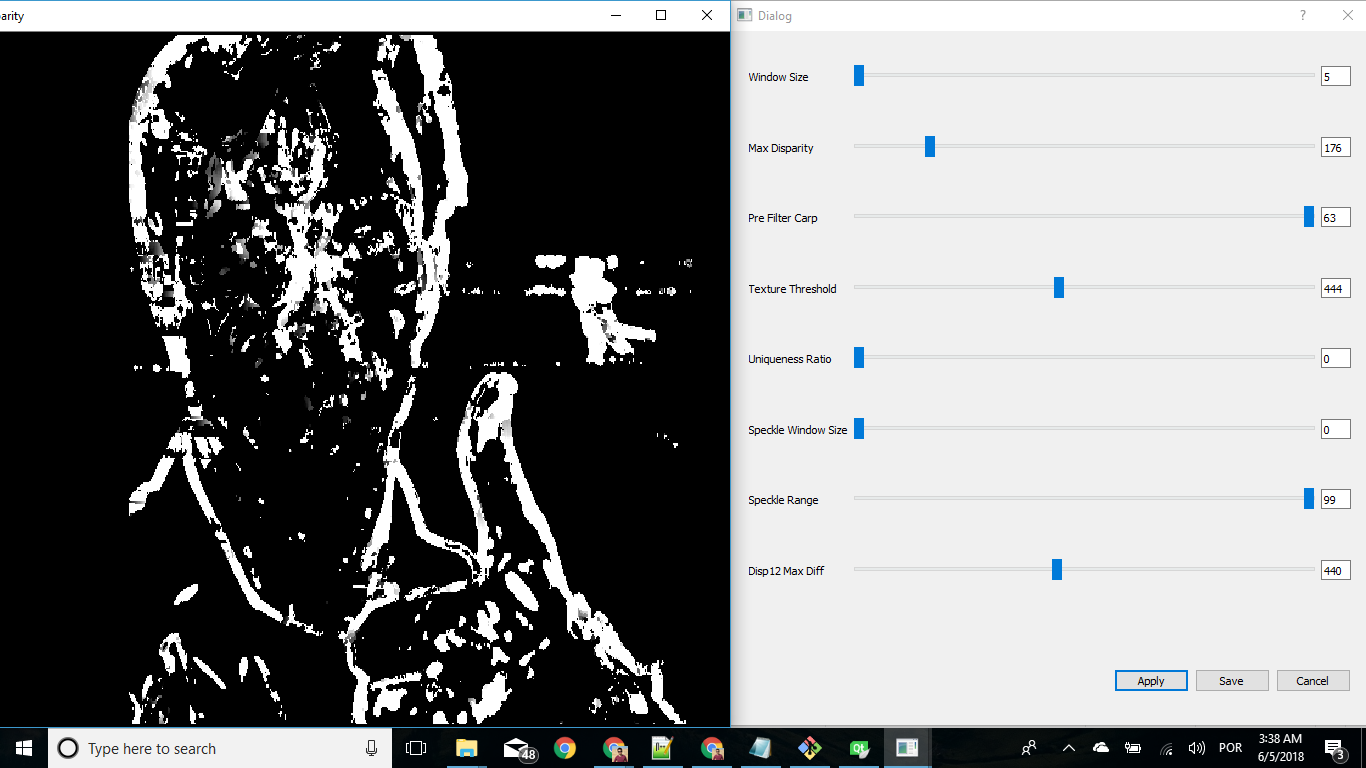 arity
Dialog
?
Window Size 5
Max Disparity 176
Pre Filter Carp 63
Texture Threshold 444
Uniqueness Ratio 0
Speckle Window Size 0
Speckle Range 99
Disp12 Max Diff 440
Apply Save Cancel
Type here to search
48
Qt
POR
3:38 AM
6/5/2018
3